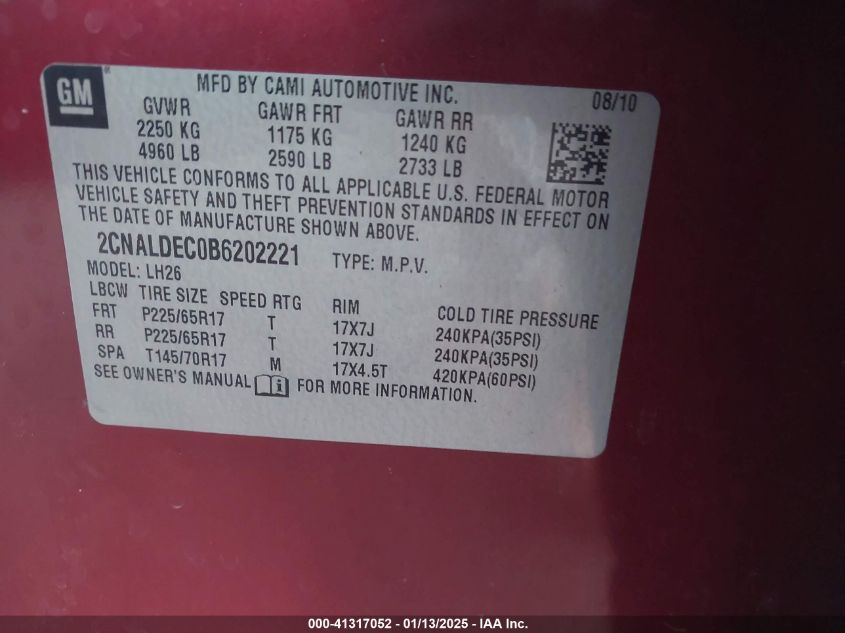 GM
MFD BY CAMI AUTOMOTIVE INC. 08/10
GVWR GAWR FRT GAWR RR
2250 KG 1175 KG 1240 KG
4960 LB 2590 LB 2733 LB
THIS VEHICLE CONFORMS TO ALL APPLICABLE U.S. FEDERAL MOTOR
VEHICLE SAFETY AND THEFT PREVENTION STANDARDS IN EFFECT ON
THE DATE OF MANUFACTURE SHOWN ABOVE.
2CNALDEC0B6202221 TYPE: M.P.V.
MODEL: LH26
LBCW TIRE SIZE SPEED RTG RIM COLD TIRE PRESSURE
FRT P225/65R17 T 17X7J 240KPA(35PSI)
RR P225/65R17 T 17X7J 240KPA(35PSI)
SPA T145/70R17 M 17X4.5T 420KPA(60PSI)
SEE OWNER'S MANUAL FOR MORE INFORMATION.
000-41317052 - 01/13/2025 - IAA Inc.